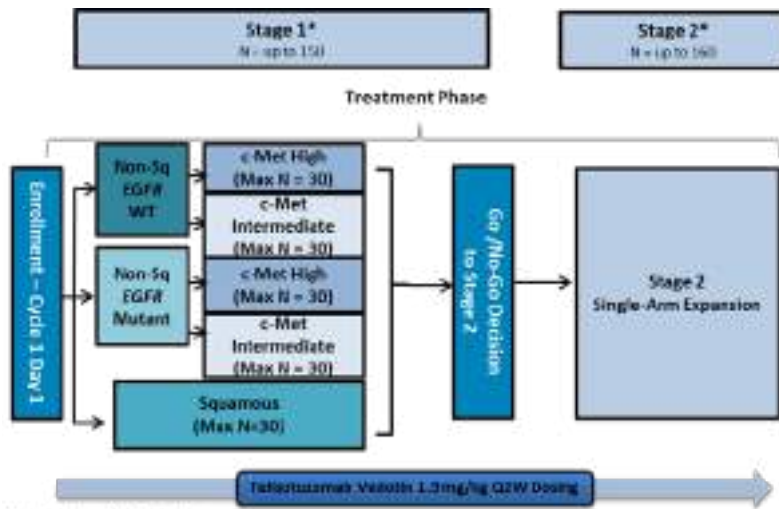 Stage 1*
N – up to 150
Stage 2*
N = up to 160
Treatment Phase
Enrollment – Cycle 1 Day 1
Non-Sq
EGFR
WT
c-Met High
(Max N = 30)
c-Met
Intermediate
(Max N = 30)
Non-Sq
EGFR
Mutant
c-Met High
(Max N = 30)
c-Met
Intermediate
(Max N = 30)
Squamous
(Max N=30)
Go /No-Go Decision
to Stage 2
Stage 2
Single-Arm Expansion
Vedotin 1.9mg/kg Q2W Dosing